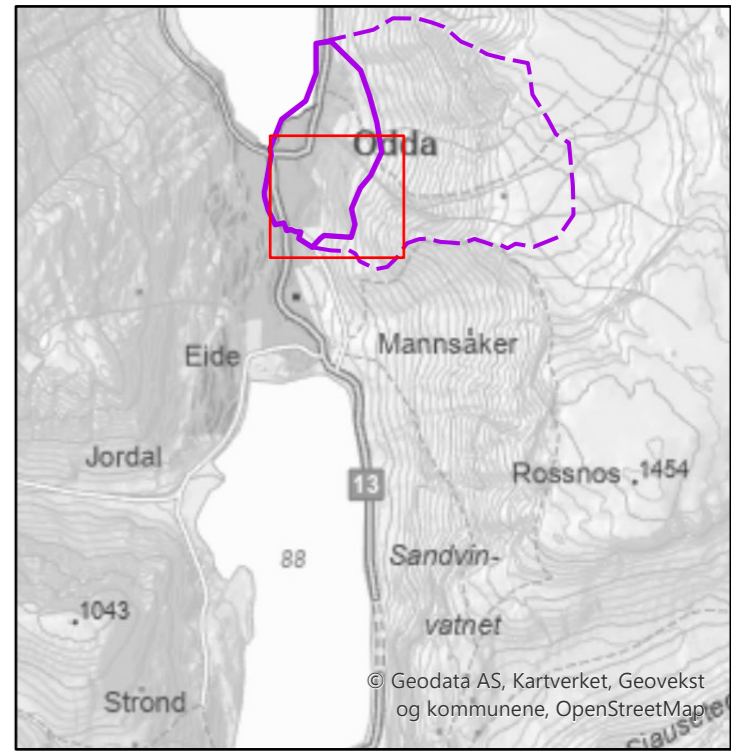 Odda
Eide
Mannsåker
Jordal
13
Rossnos
1454
88
Sandvin-
vatnet
1043
Strond
© Geodata AS, Kartverket, Geovekst
og kommunene, OpenStreetMap